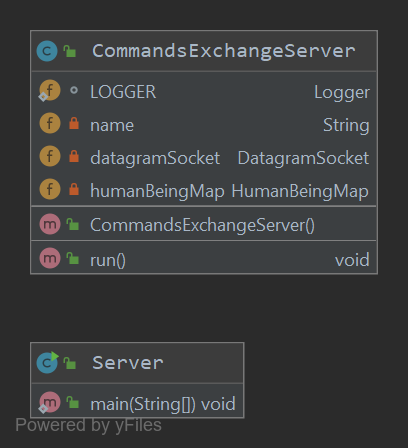 CommandsExchangeServer
LOGGER Logger
name String
datagramSocket DatagramSocket
humanBeingMap HumanBeingMap
CommandsExchangeServer()
run() void
Server
main(String[]) void
Powered by yFiles